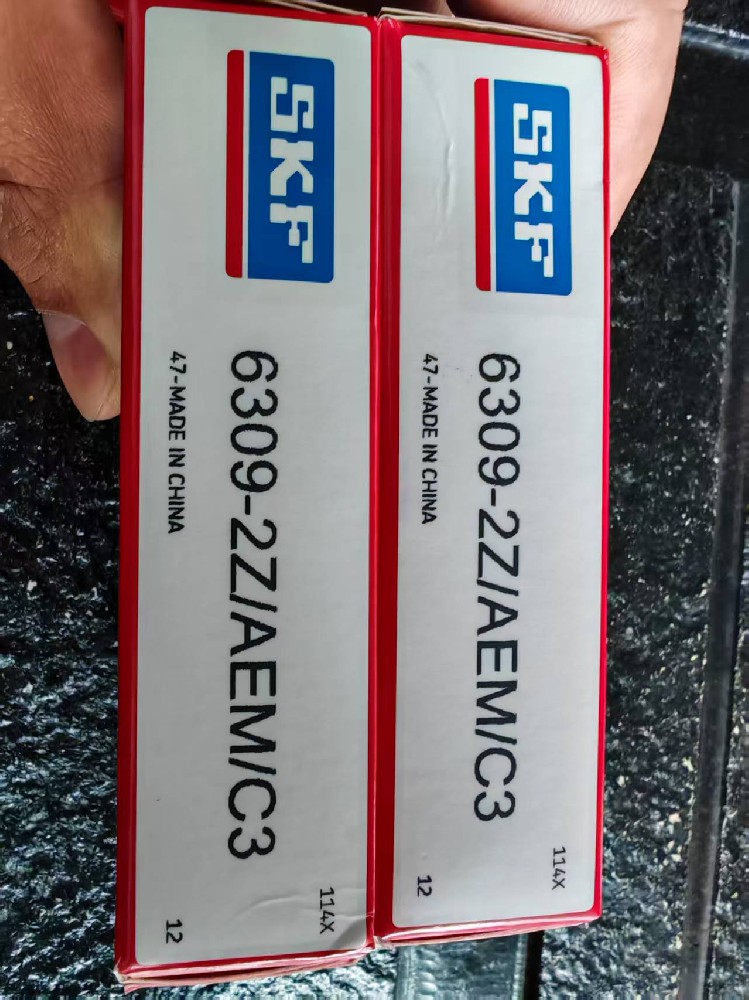 SKF
6309-2Z/AEM/C3
47-MADE IN CHINA
114X
12
SKF
6309-2Z/AEM/C3
47-MADE IN CHINA
114X
12